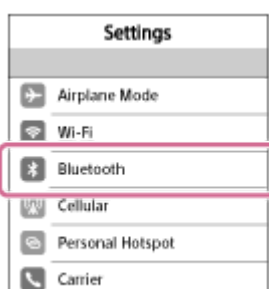 Settings
Airplane Mode
Wi-Fi
Bluetooth
Cellular
Personal Hotspot
Carrier